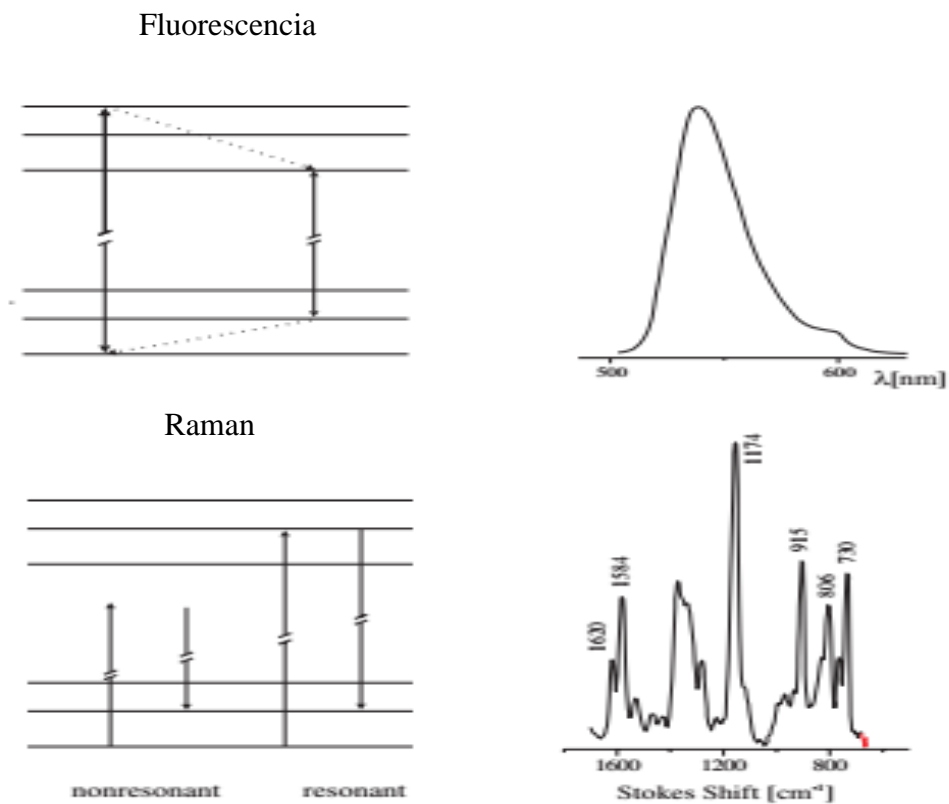 Fluorescencia
500
600
λ[nm]
Raman
1620
1584
1174
915
806
730
1600
1200
800
nonresonant
resonant
Stokes Shift [cm⁻¹]